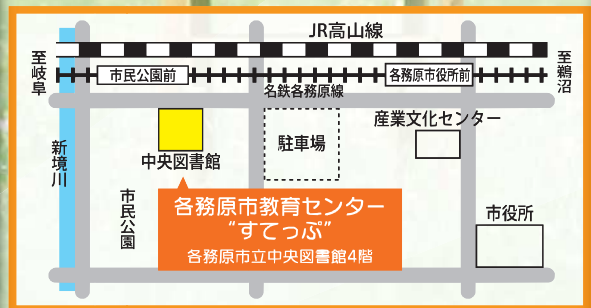 JR高山線
至岐阜
市民公園前
各務原市役所前
至鵜沼
名鉄各務原線
新境川
中央図書館
駐車場
産業文化センター
市民公園
各務原市教育センター
“すてっぷ”
各務原市立中央図書館4階
市役所